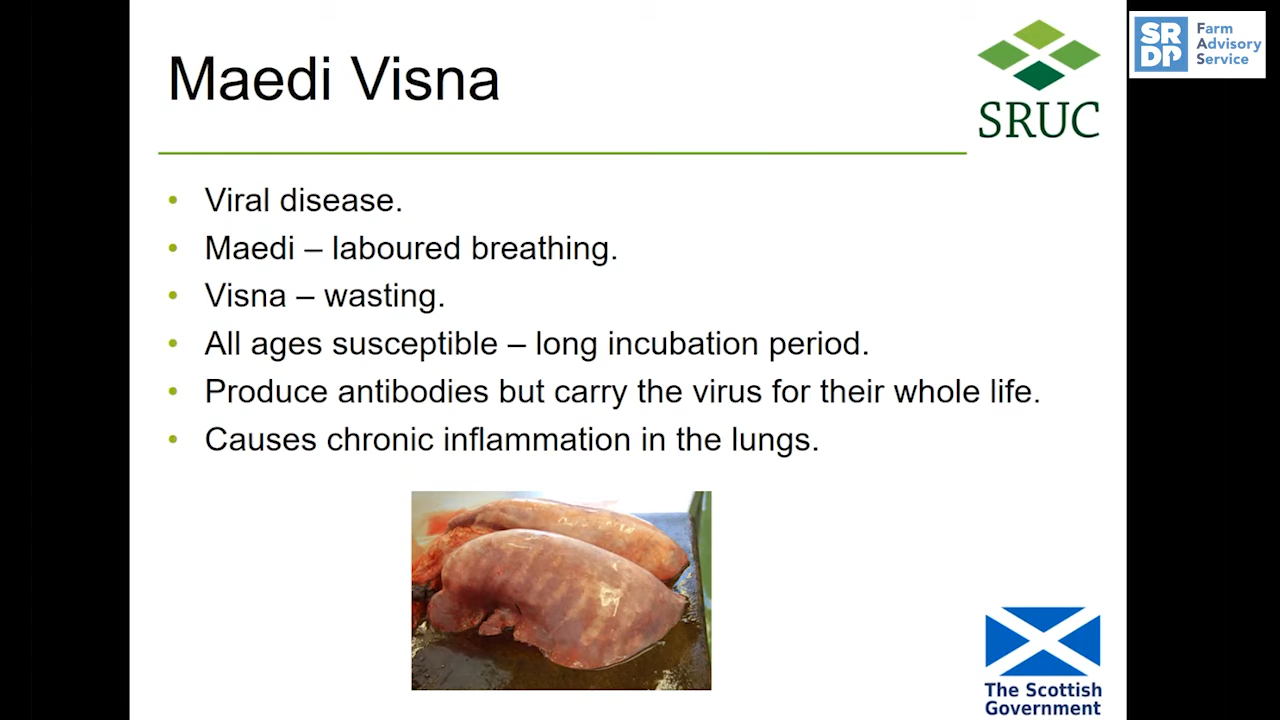 Maedi Visna
SRUC
SRDP
Farm
Advisory
Service
• Viral disease.
• Maedi – laboured breathing.
• Visna – wasting.
• All ages susceptible – long incubation period.
• Produce antibodies but carry the virus for their whole life.
• Causes chronic inflammation in the lungs.
The Scottish
Government